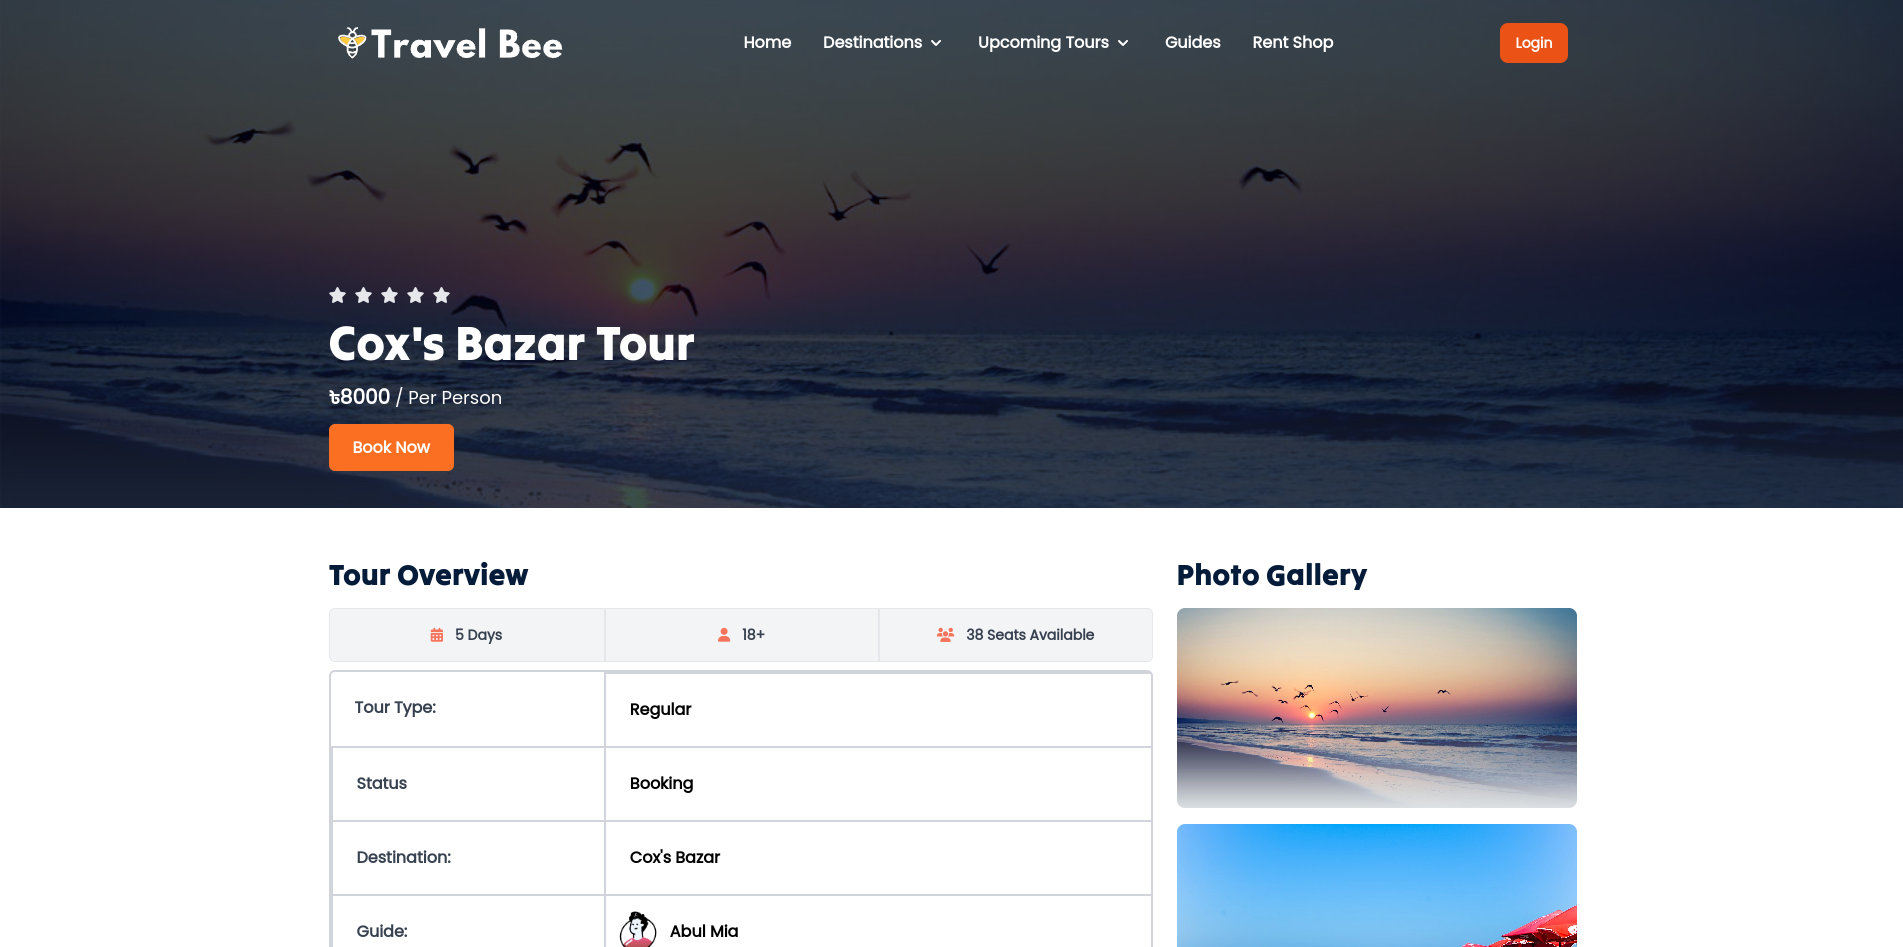 Travel Bee
Home
Destinations
Upcoming Tours
Guides
Rent Shop
Login
Cox's Bazar Tour
৳8000 / Per Person
Book Now
Tour Overview
5 Days
18+
38 Seats Available
Tour Type:
Regular
Status
Booking
Destination:
Cox's Bazar
Guide:
Abul Mia
Photo Gallery